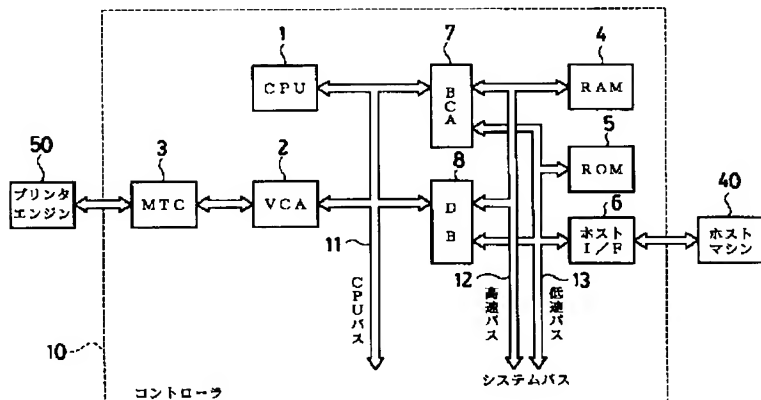 1
7
4
CPU
BCA
RAM
5
50
3
2
8
ROM
プリンタ
エンジン
MTC
VCA
DB
6
40
ホスト
I/F
ホスト
マシン
11
12
13
CPUバス
高速バス
低速バス
10
コントローラ
システムバス